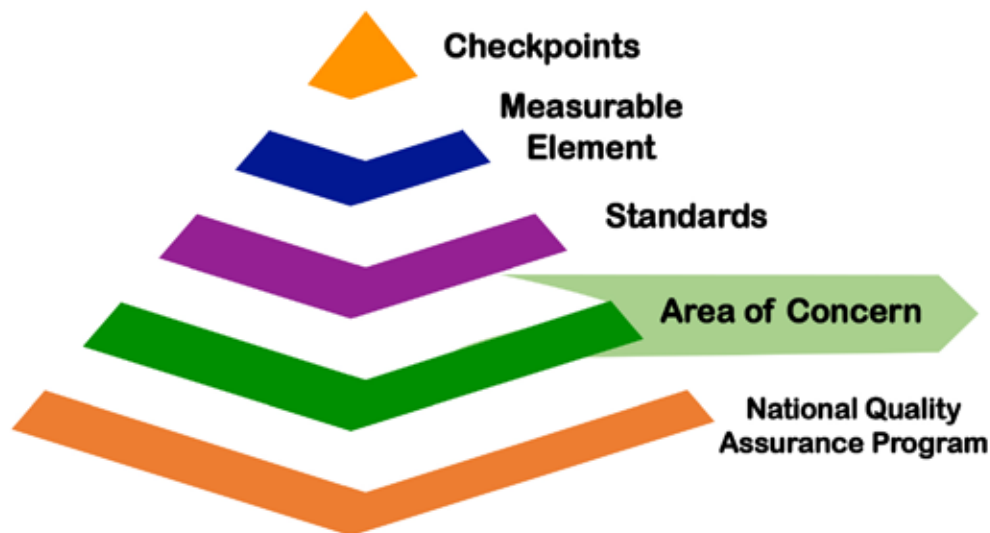 Checkpoints
Measurable
Element
Standards
Area of Concern
National Quality
Assurance Program